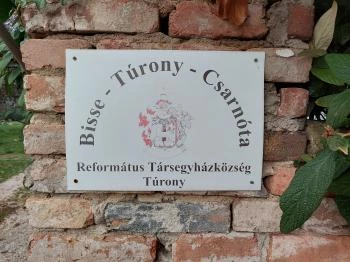 Bisse - Túrony - Csarnóta
Református Társegyházközség
Túrony